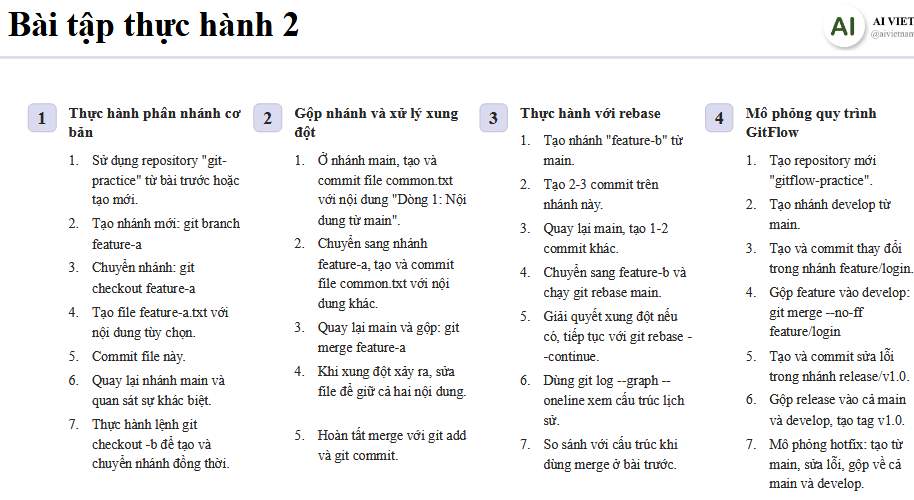 Bài tập thực hành 2
AI
AI VIET
@aivietnam
1
Thực hành phân nhánh cơ
bản
1. Sử dụng repository "git-
practice" từ bài trước hoặc
tạo mới.
2. Tạo nhánh mới: git branch
feature-a
3. Chuyển nhánh: git
checkout feature-a
4. Tạo file feature-a.txt với
nội dung tùy chọn.
5. Commit file này.
6. Quay lại nhánh main và
quan sát sự khác biệt.
7. Thực hành lệnh git
checkout -b để tạo và
chuyển nhánh đồng thời.
2
Gộp nhánh và xử lý xung
đột
1. Ở nhánh main, tạo và
commit file common.txt
với nội dung "Dòng 1: Nội
dung từ main".
2. Chuyển sang nhánh
feature-a, tạo và commit
file common.txt với nội
dung khác.
3. Quay lại main và gộp: git
merge feature-a
4. Khi xung đột xảy ra, sửa
file để giữ cả hai nội dung.
5. Hoàn tất merge với git add
và git commit.
3
Thực hành với rebase
1. Tạo nhánh "feature-b" từ
main.
2. Tạo 2-3 commit trên
nhánh này.
3. Quay lại main, tạo 1-2
commit khác.
4. Chuyển sang feature-b và
chạy git rebase main.
5. Giải quyết xung đột nếu
có, tiếp tục với git rebase -
-continue.
6. Dùng git log --graph --
oneline xem cấu trúc lịch
sử.
7. So sánh với cấu trúc khi
dùng merge ở bài trước.
4
Mô phỏng quy trình
GitFlow
1. Tạo repository mới
"gitflow-practice".
2. Tạo nhánh develop từ
main.
3. Tạo và commit thay đổi
trong nhánh feature/login.
4. Gộp feature vào develop:
git merge --no-ff
feature/login
5. Tạo và commit sửa lỗi
trong nhánh release/v1.0.
6. Gộp release vào cả main
và develop, tạo tag v1.0.
7. Mô phỏng hotfix: tạo từ
main, sửa lỗi, gộp về cả
main và develop.